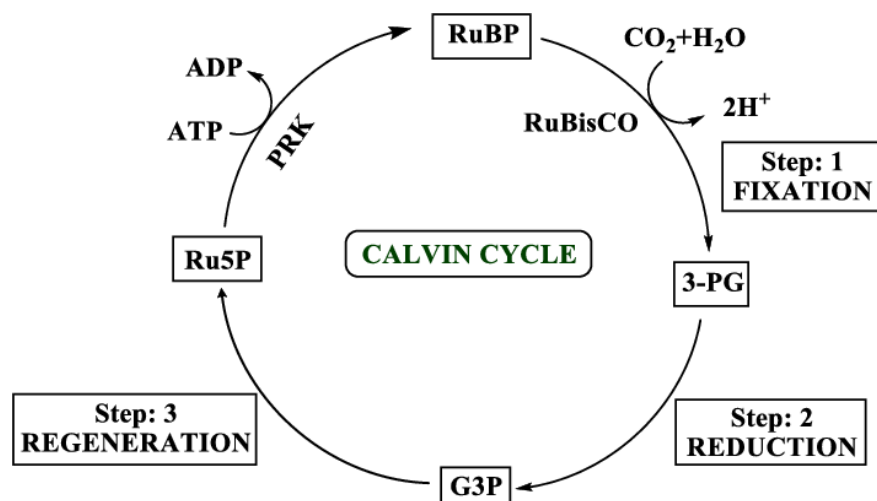 RuBP
CO₂+H₂O
ADP
2H⁺
ATP
PRK
RuBisCO
Step: 1
FIXATION
Ru5P
CALVIN CYCLE
3-PG
Step: 3
REGENERATION
Step: 2
REDUCTION
G3P